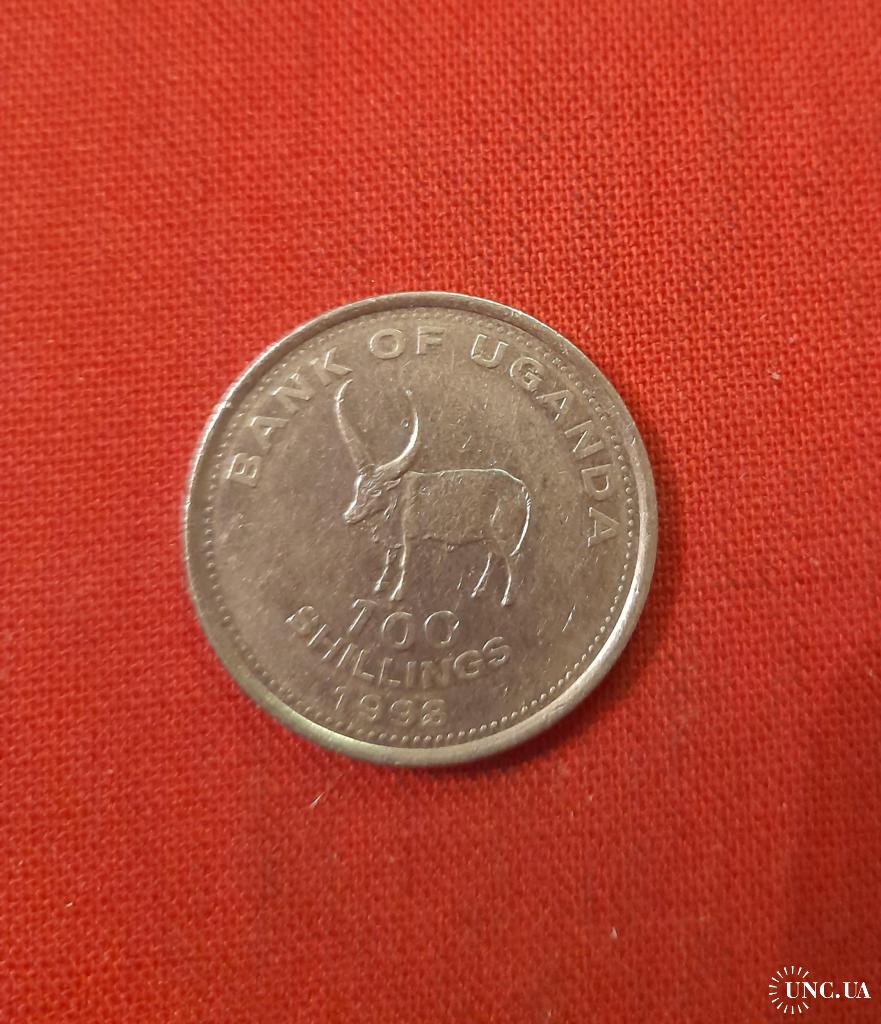 BANK OF UGANDA
100
SHILLINGS
1998
UNC.UA